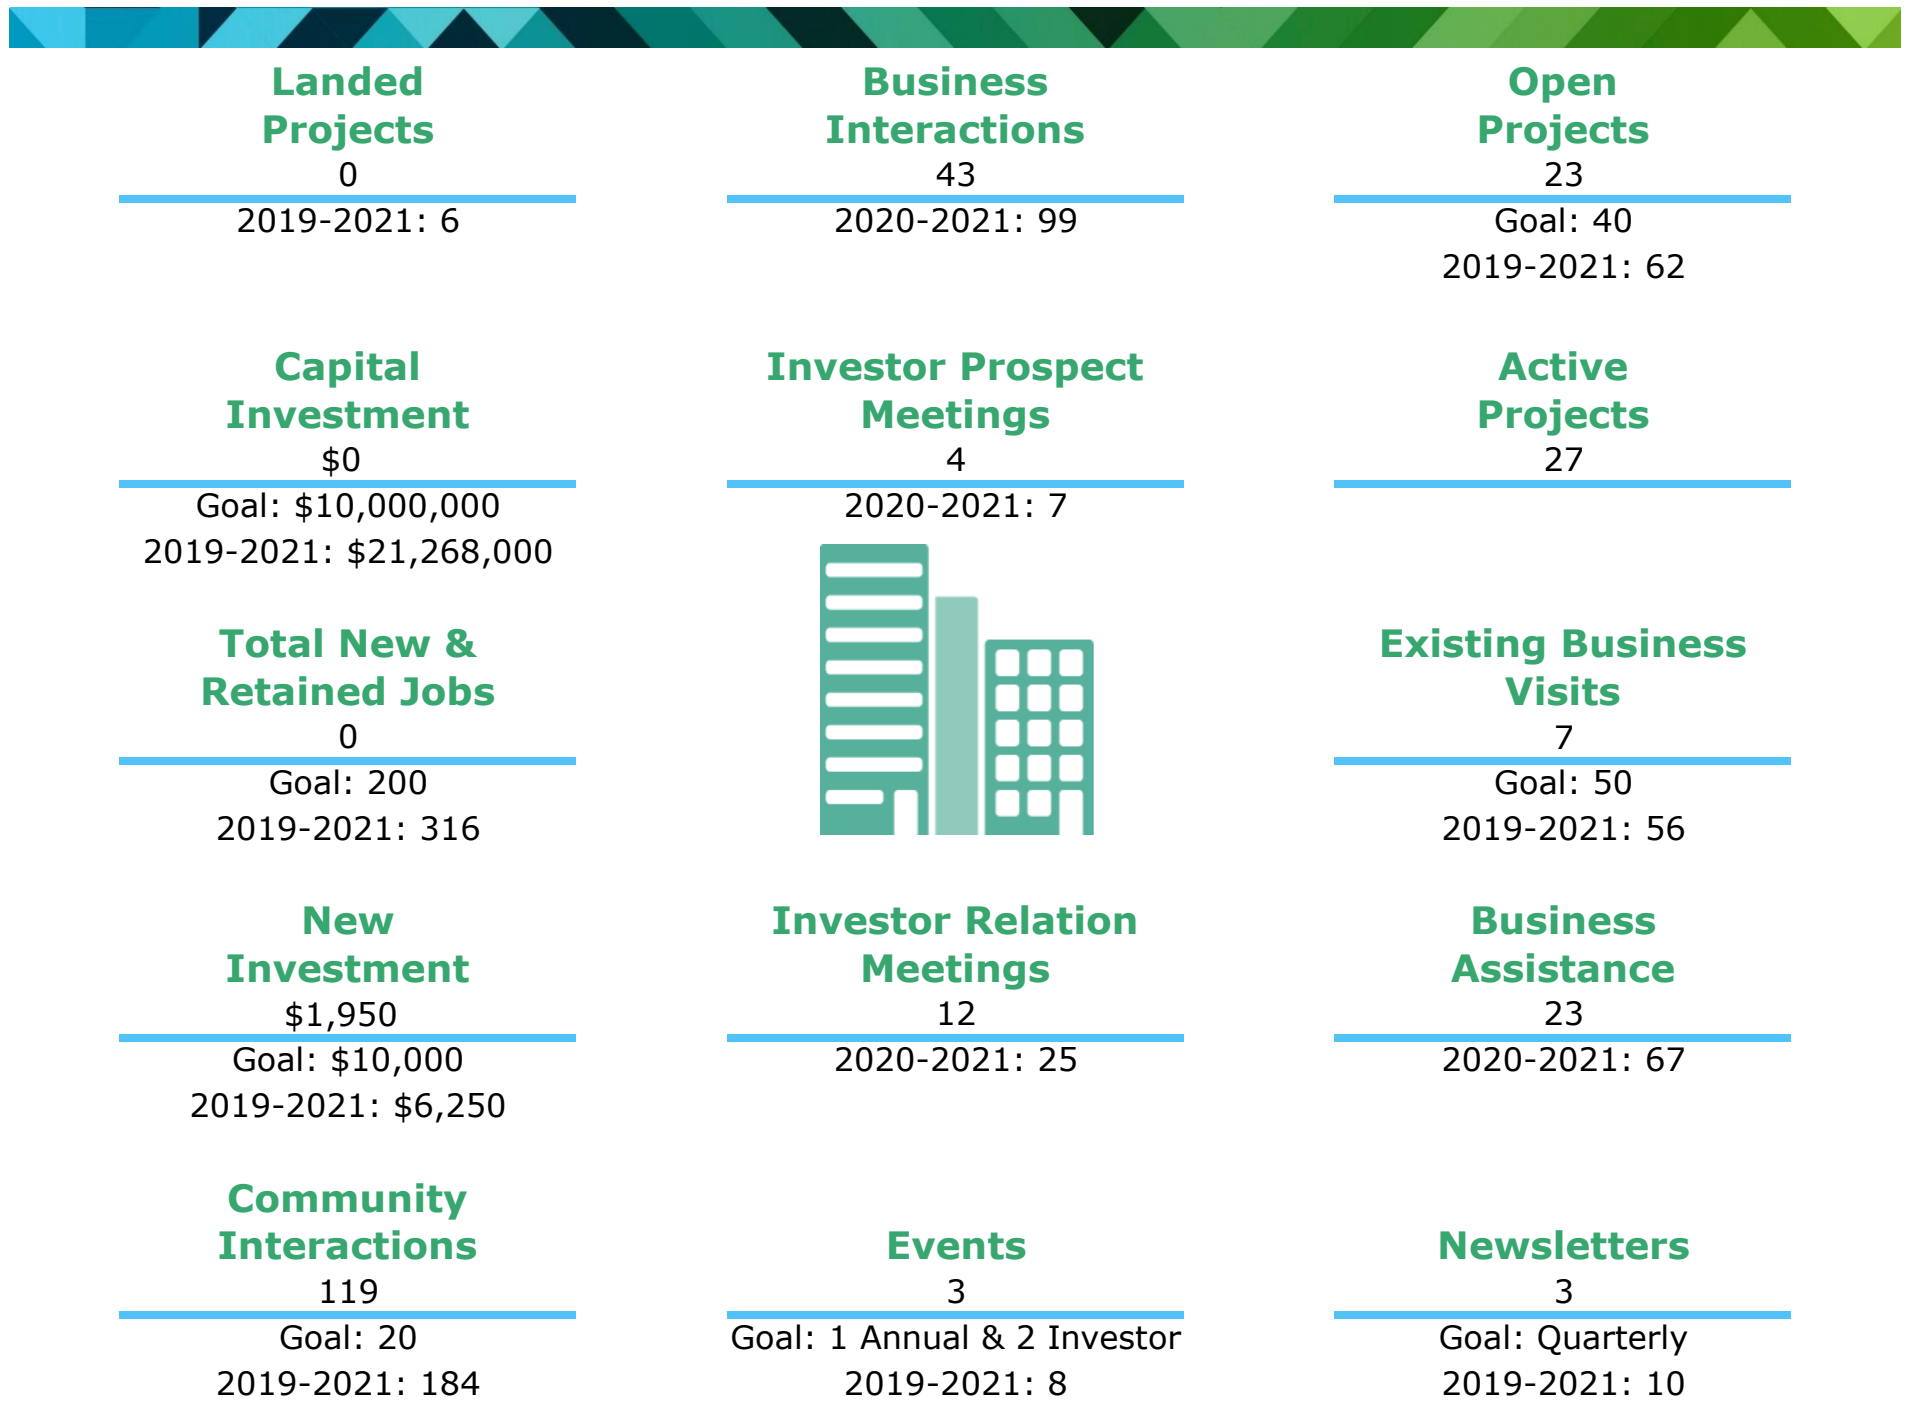 Landed
Projects
0
2019-2021: 6
Business
Interactions
43
2020-2021: 99
Open
Projects
23
Goal: 40
2019-2021: 62
Capital
Investment
$0
Goal: $10,000,000
2019-2021: $21,268,000
Investor Prospect
Meetings
4
2020-2021: 7
Active
Projects
27
Total New &
Retained Jobs
0
Goal: 200
2019-2021: 316
Existing Business
Visits
7
Goal: 50
2019-2021: 56
New
Investment
$1,950
Goal: $10,000
2019-2021: $6,250
Investor Relation
Meetings
12
2020-2021: 25
Business
Assistance
23
2020-2021: 67
Community
Interactions
119
Goal: 20
2019-2021: 184
Events
3
Goal: 1 Annual & 2 Investor
2019-2021: 8
Newsletters
3
Goal: Quarterly
2019-2021: 10